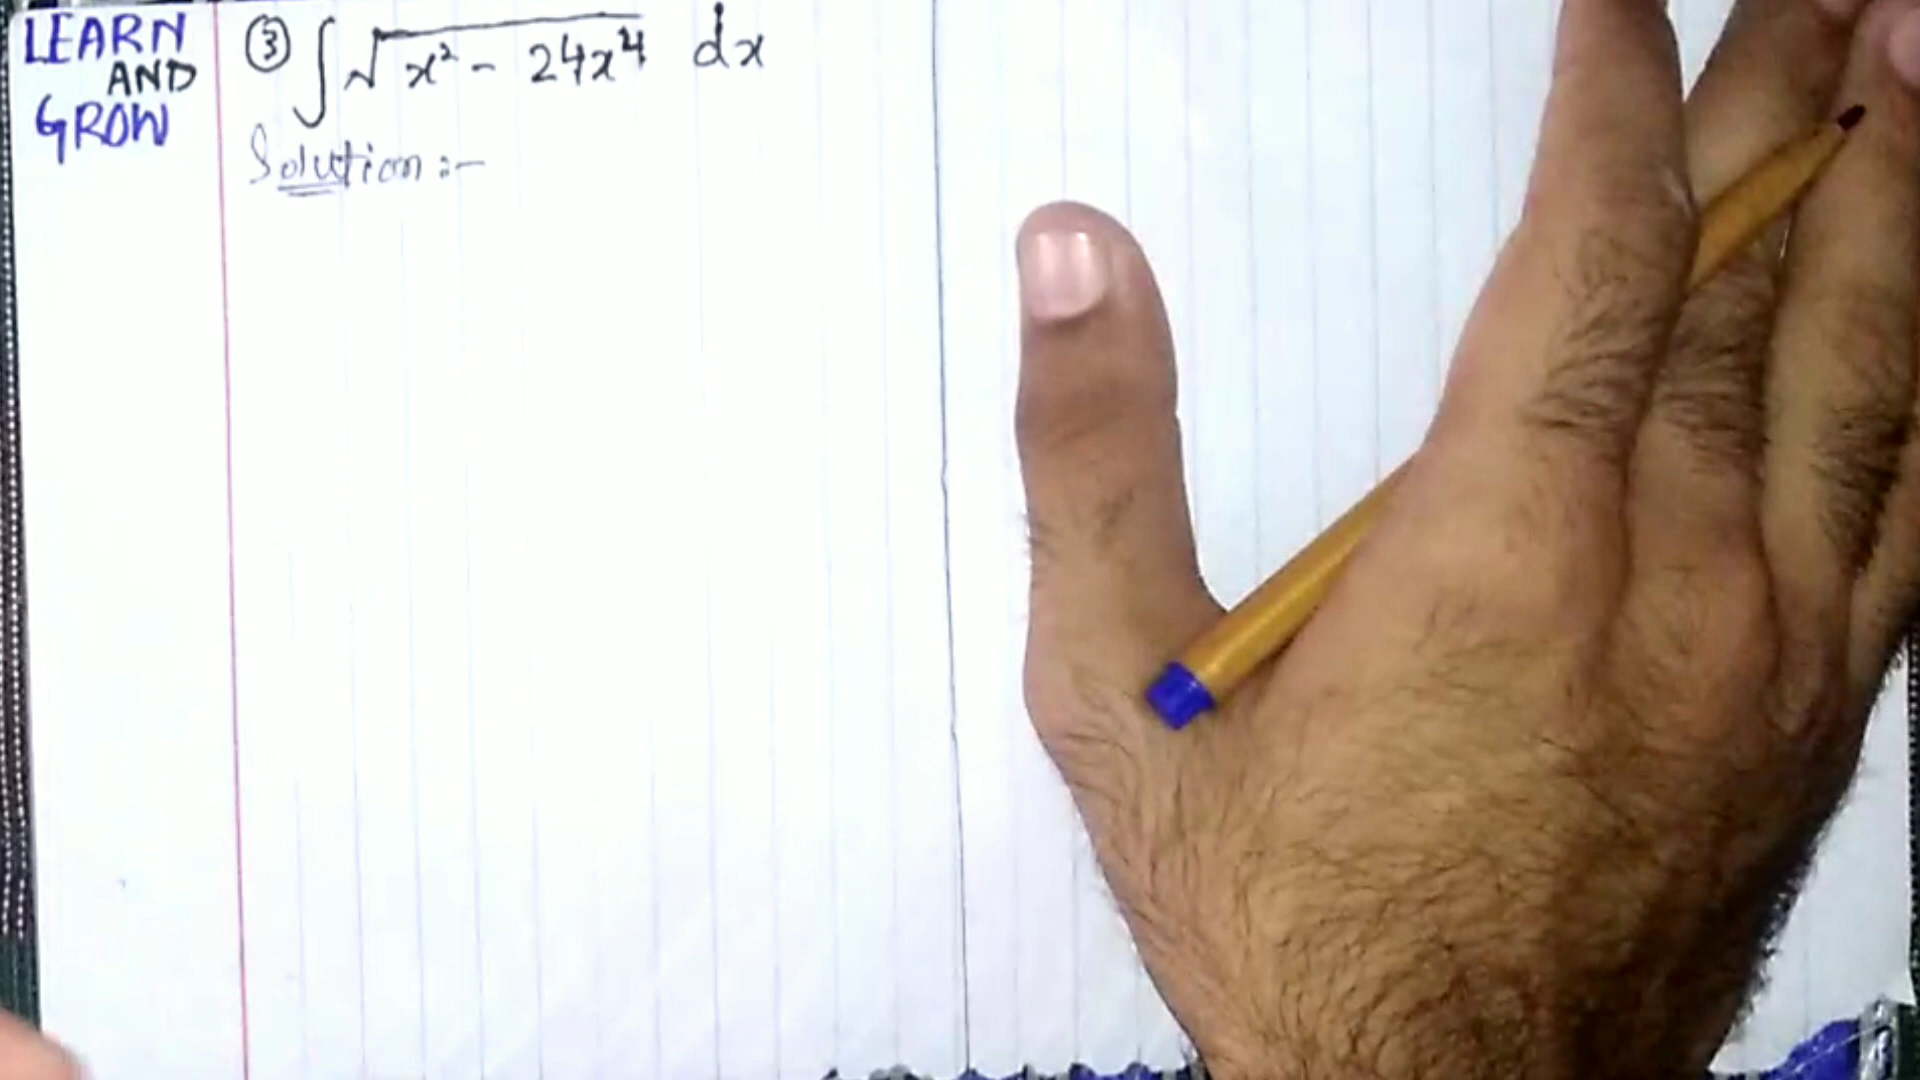 LEARN
AND
GROW
③ ∫ √(x² - 24x⁴) dx
Solution :-